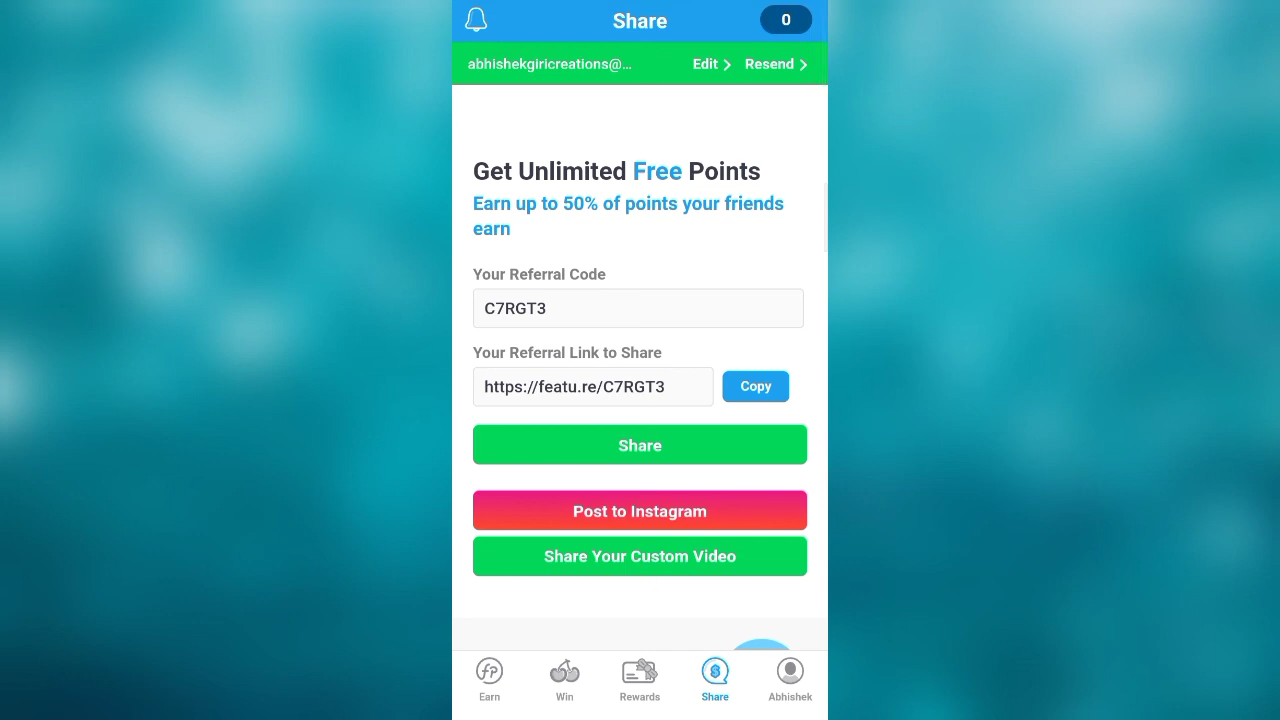 Share
0
abhishekgiricreations@...
Edit
Resend
Get Unlimited Free Points
Earn up to 50% of points your friends
earn
Your Referral Code
C7RGT3
Your Referral Link to Share
https://featu.re/C7RGT3
Copy
Share
Post to Instagram
Share Your Custom Video
fp
Earn
Win
Rewards
$
Share
Abhishek